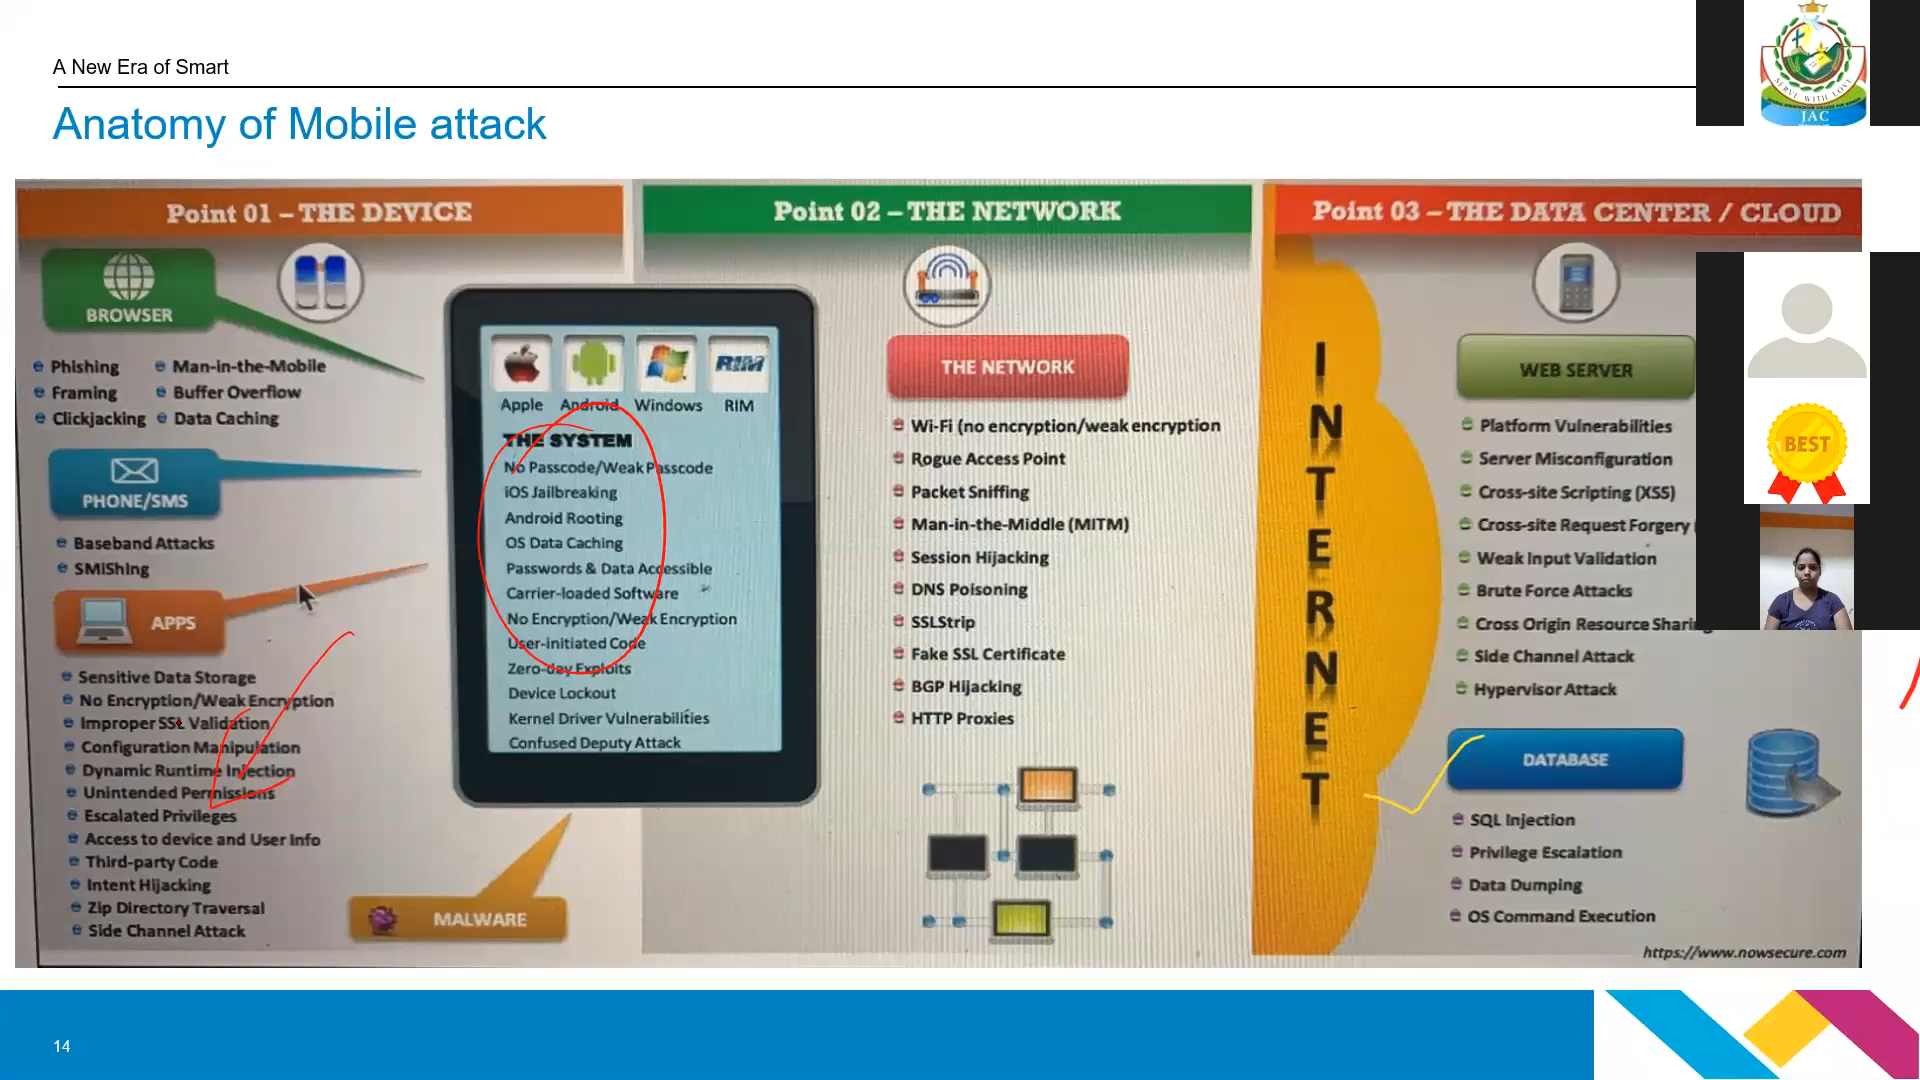 A New Era of Smart
Anatomy of Mobile attack
SERVE WITH LOVE
JAC
Point 01 – THE DEVICE
BROWSER
Phishing
Man-in-the-Mobile
Framing
Buffer Overflow
Clickjacking
Data Caching
PHONE/SMS
Baseband Attacks
SMiShIng
APPS
Sensitive Data Storage
No Encryption/Weak Encryption
Improper SSL Validation
Configuration Manipulation
Dynamic Runtime Injection
Unintended Permissions
Escalated Privileges
Access to device and User Info
Third-party Code
Intent Hijacking
Zip Directory Traversal
Side Channel Attack
MALWARE
RIM
Apple Android Windows RIM
THE SYSTEM
No Passcode/Weak Passcode
iOS Jailbreaking
Android Rooting
OS Data Caching
Passwords & Data Accessible
Carrier-loaded Software
No Encryption/Weak Encryption
User-initiated Code
Zero-day Exploits
Device Lockout
Kernel Driver Vulnerabilities
Confused Deputy Attack
Point 02 – THE NETWORK
THE NETWORK
Wi-Fi (no encryption/weak encryption
Rogue Access Point
Packet Sniffing
Man-in-the-Middle (MITM)
Session Hijacking
DNS Poisoning
SSLStrip
Fake SSL Certificate
BGP Hijacking
HTTP Proxies
Point 03 – THE DATA CENTER / CLOUD
INTERNET
WEB SERVER
Platform Vulnerabilities
Server Misconfiguration
Cross-site Scripting (XSS)
Cross-site Request Forgery (
Weak Input Validation
Brute Force Attacks
Cross Origin Resource Sharing
Side Channel Attack
Hypervisor Attack
DATABASE
SQL Injection
Privilege Escalation
Data Dumping
OS Command Execution
https://www.nowsecure.com
BEST
14